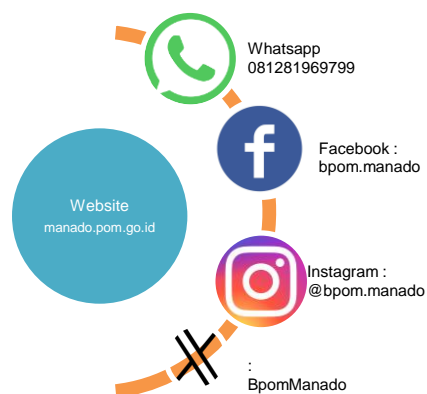 Whatsapp
081281969799
Facebook :
bpom.manado
Website
manado.pom.go.id
Instagram :
@bpom.manado
:
BpomManado